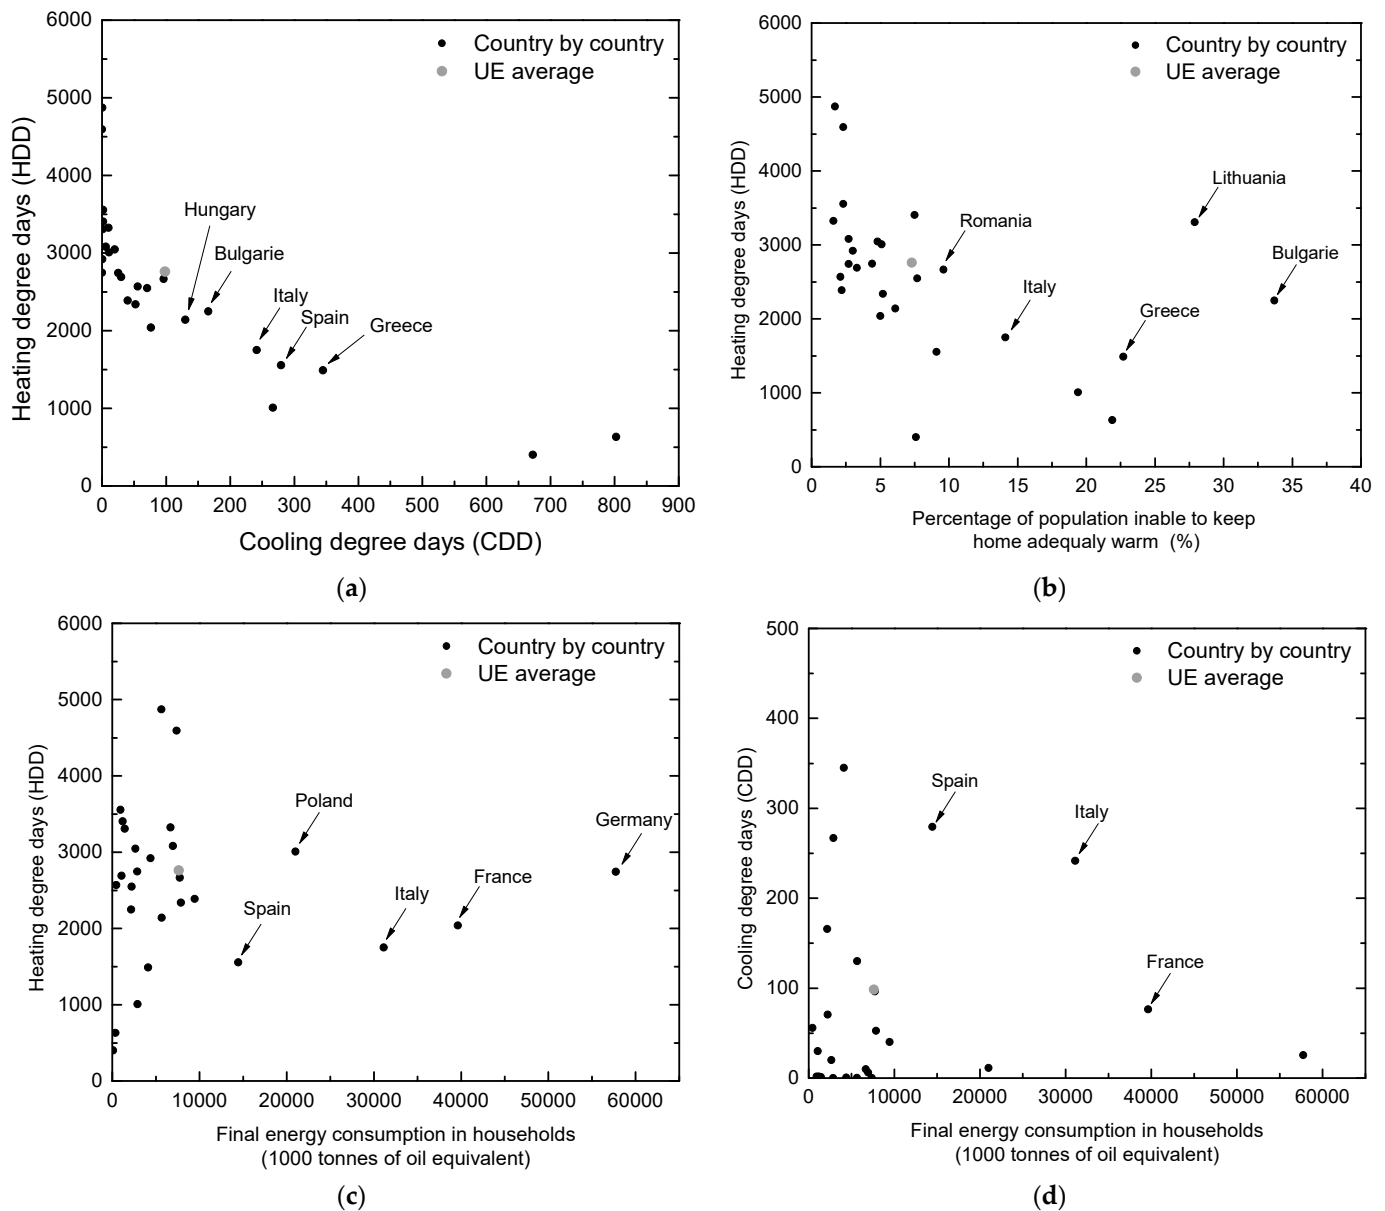 Country by country
UE average
6000
5000
4000
3000
2000
1000
0
Heating degree days (HDD)
Hungary
Bulgarie
Italy
Spain
Greece
0 100 200 300 400 500 600 700 800 900
Cooling degree days (CDD)
(a)
Country by country
UE average
6000
5000
4000
3000
2000
1000
0
Heating degree days (HDD)
Lithuania
Romania
Bulgarie
Italy
Greece
0 5 10 15 20 25 30 35 40
Percentage of population inable to keep
home adequaly warm (%)
(b)
Country by country
UE average
6000
5000
4000
3000
2000
1000
0
Heating degree days (HDD)
Poland
Germany
France
Italy
Spain
0 10000 20000 30000 40000 50000 60000
Final energy consumption in households
(1000 tonnes of oil equivalent)
(c)
Country by country
UE average
500
400
300
200
100
0
Cooling degree days (CDD)
Spain
Italy
France
0 10000 20000 30000 40000 50000 60000
Final energy consumption in households
(1000 tonnes of oil equivalent)
(d)